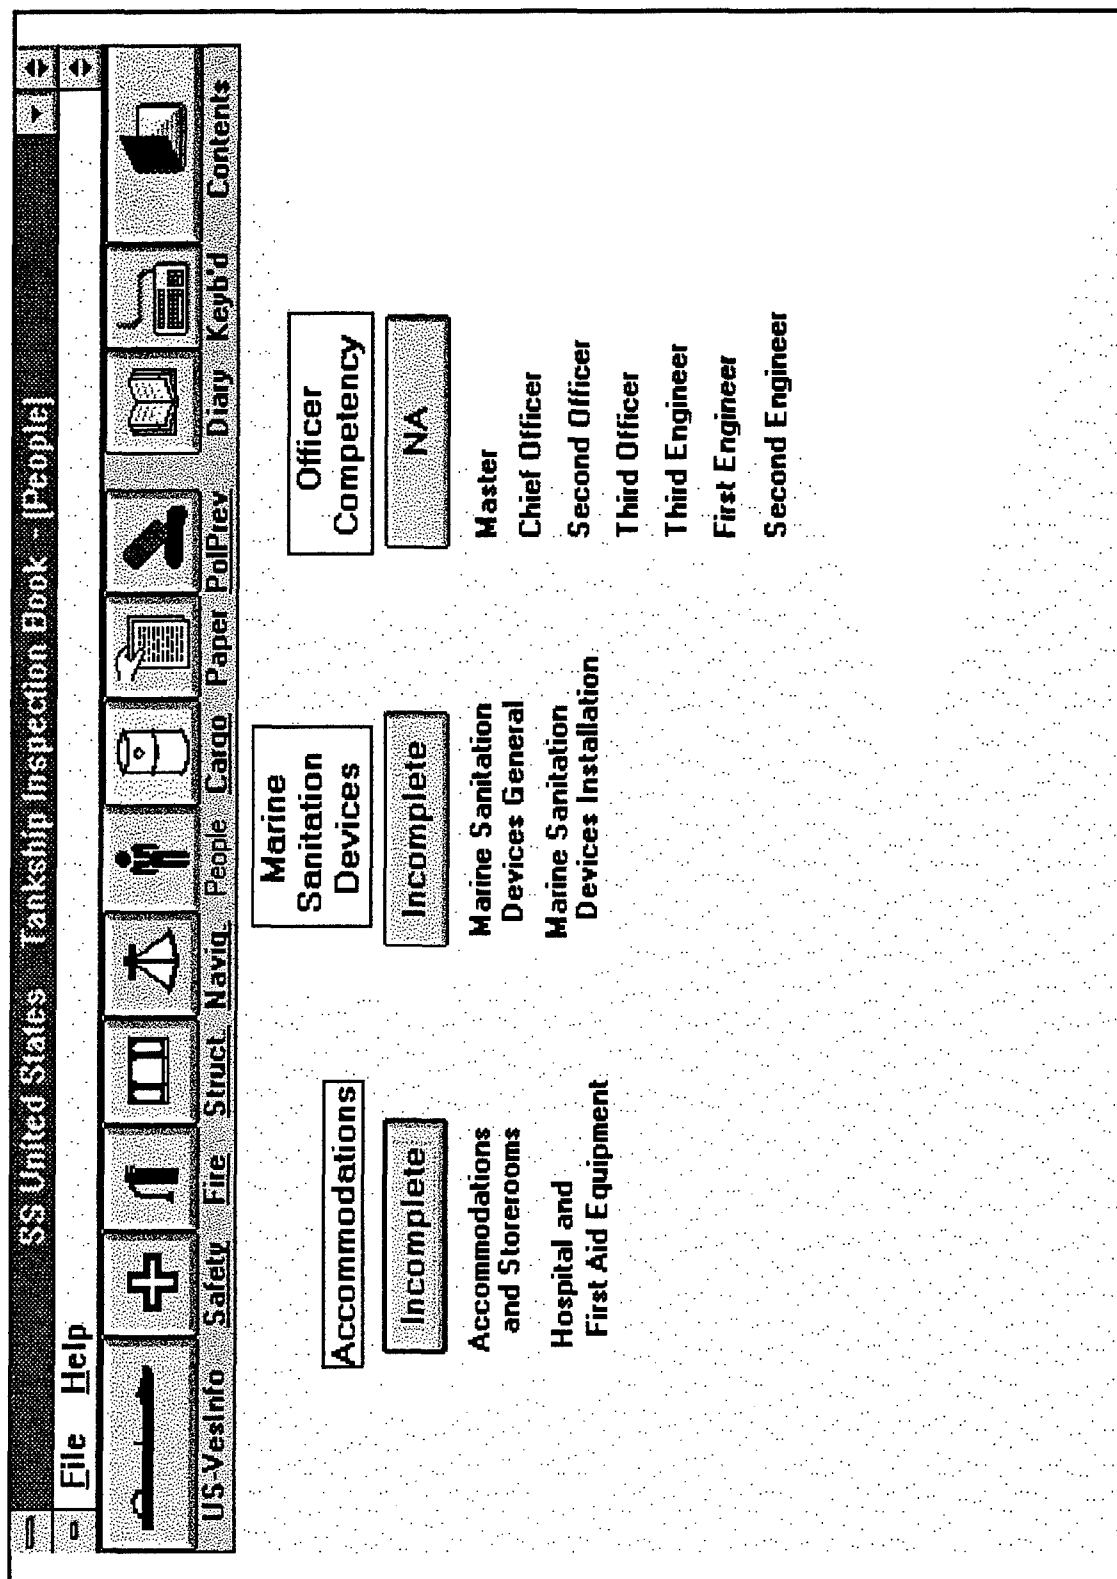 SS United States - Tankship Inspection Book - [People]
File Help
US-VesInfo Safety Fire Struct. Navig. People Cargo Paper PolPrev Diary Keyb'd Contents
Accommodations
Incomplete
Accommodations
and Storerooms
Hospital and
First Aid Equipment
Marine
Sanitation
Devices
Incomplete
Marine Sanitation
Devices General
Marine Sanitation
Devices Installation
Officer
Competency
NA
Master
Chief Officer
Second Officer
Third Officer
Third Engineer
First Engineer
Second Engineer